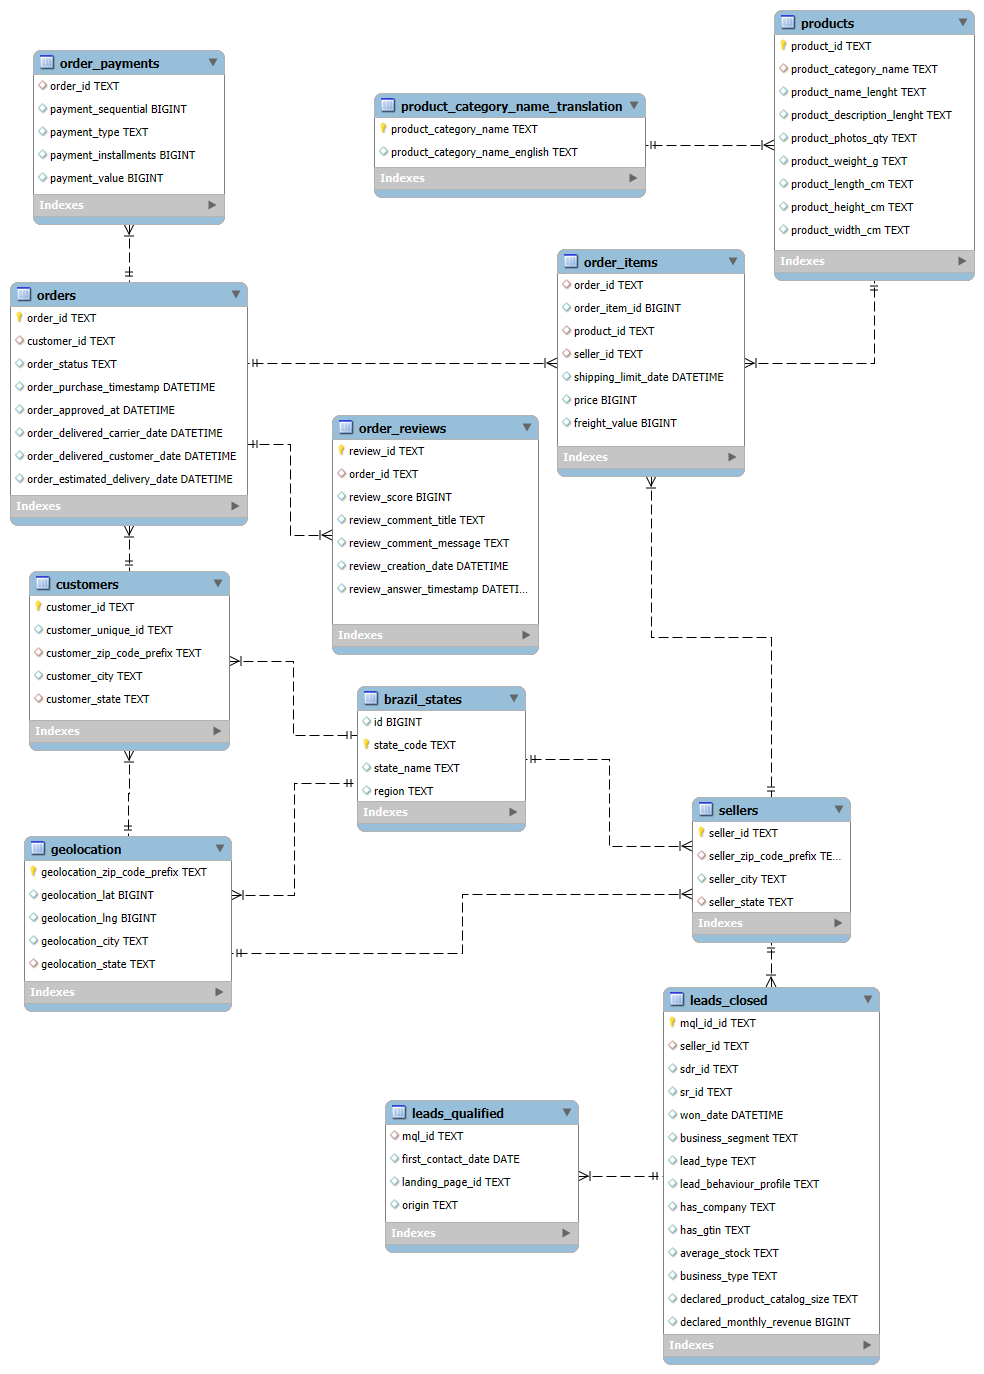 products
product_id TEXT
product_category_name TEXT
product_name_lenght TEXT
product_description_lenght TEXT
product_photos_qty TEXT
product_weight_g TEXT
product_length_cm TEXT
product_height_cm TEXT
product_width_cm TEXT
Indexes
order_payments
order_id TEXT
payment_sequential BIGINT
payment_type TEXT
payment_installments BIGINT
payment_value BIGINT
Indexes
product_category_name_translation
product_category_name TEXT
product_category_name_english TEXT
Indexes
order_items
order_id TEXT
order_item_id BIGINT
product_id TEXT
seller_id TEXT
shipping_limit_date DATETIME
price BIGINT
freight_value BIGINT
Indexes
orders
order_id TEXT
customer_id TEXT
order_status TEXT
order_purchase_timestamp DATETIME
order_approved_at DATETIME
order_delivered_carrier_date DATETIME
order_delivered_customer_date DATETIME
order_estimated_delivery_date DATETIME
Indexes
order_reviews
review_id TEXT
order_id TEXT
review_score BIGINT
review_comment_title TEXT
review_comment_message TEXT
review_creation_date DATETIME
review_answer_timestamp DATETI...
Indexes
customers
customer_id TEXT
customer_unique_id TEXT
customer_zip_code_prefix TEXT
customer_city TEXT
customer_state TEXT
Indexes
brazil_states
id BIGINT
state_code TEXT
state_name TEXT
region TEXT
Indexes
sellers
seller_id TEXT
seller_zip_code_prefix TE...
seller_city TEXT
seller_state TEXT
Indexes
geolocation
geolocation_zip_code_prefix TEXT
geolocation_lat BIGINT
geolocation_lng BIGINT
geolocation_city TEXT
geolocation_state TEXT
Indexes
leads_closed
mql_id_id TEXT
seller_id TEXT
sdr_id TEXT
sr_id TEXT
won_date DATETIME
business_segment TEXT
lead_type TEXT
lead_behaviour_profile TEXT
has_company TEXT
has_gtin TEXT
average_stock TEXT
business_type TEXT
declared_product_catalog_size TEXT
declared_monthly_revenue BIGINT
Indexes
leads_qualified
mql_id TEXT
first_contact_date DATE
landing_page_id TEXT
origin TEXT
Indexes